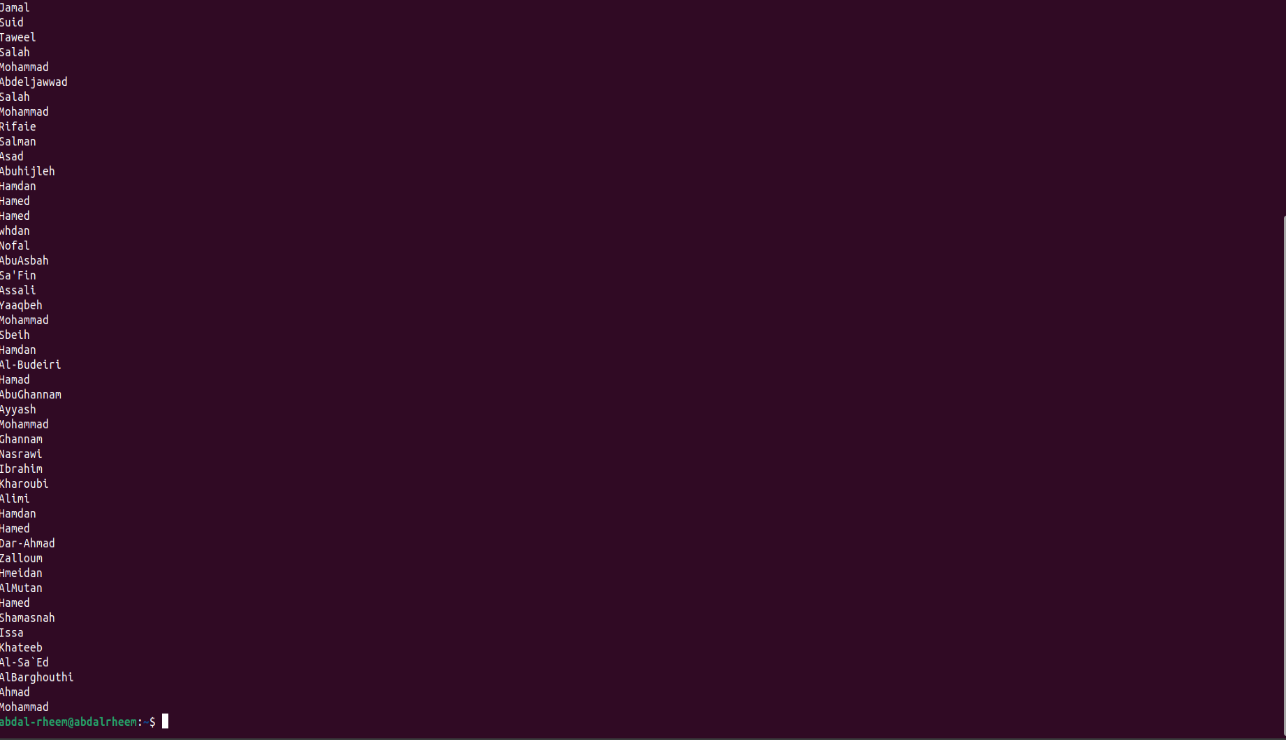 Jamal
Suid
Taweel
Salah
Mohammad
Abdeljawwad
Salah
Mohammad
Rifaie
Salman
Asad
Abuhijleh
Hamdan
Hamed
Hamed
whdan
Nofal
AbuAsbah
Sa'Fin
Assali
Yaaqbeh
Mohammad
Sbeih
Hamdan
Al-Budeiri
Hamad
AbuGhannam
Ayyash
Mohammad
Ghannam
Nasrawi
Ibrahim
Kharoubi
Alimi
Hamdan
Hamed
Dar-Ahmad
Zalloum
Hmeidan
AlMutan
Hamed
Shamasnah
Issa
Khateeb
Al-Sa`Ed
AlBarghouthi
Ahmad
Mohammad
abdal-rheem@abdalrheem:~$